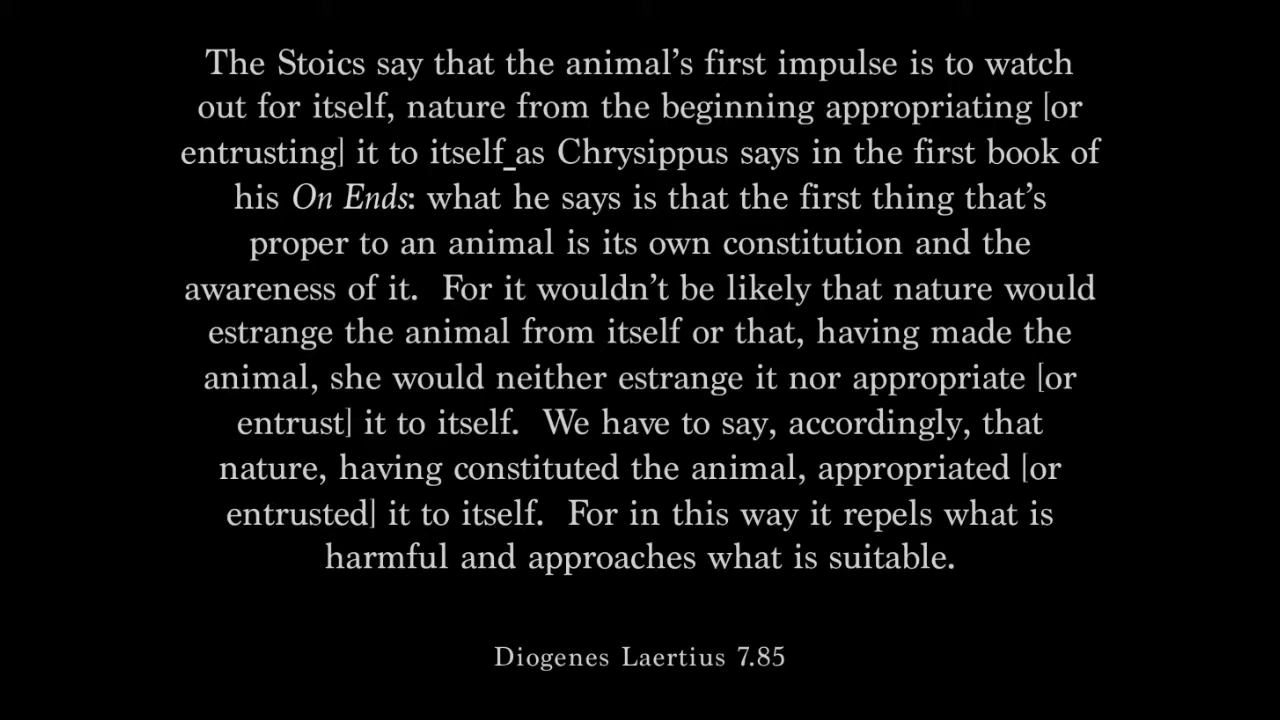 The Stoics say that the animal’s first impulse is to watch
out for itself, nature from the beginning appropriating [or
entrusting] it to itself_as Chrysippus says in the first book of
his On Ends: what he says is that the first thing that’s
proper to an animal is its own constitution and the
awareness of it.  For it wouldn’t be likely that nature would
estrange the animal from itself or that, having made the
animal, she would neither estrange it nor appropriate [or
entrust] it to itself.  We have to say, accordingly, that
nature, having constituted the animal, appropriated [or
entrusted] it to itself.  For in this way it repels what is
harmful and approaches what is suitable.
Diogenes Laertius 7.85